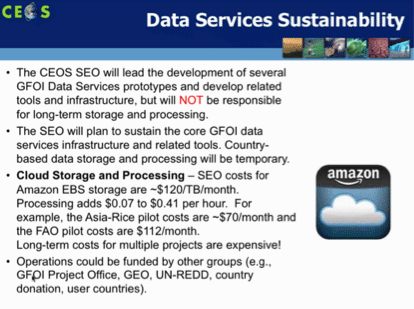 CEOS
Data Services Sustainability
• The CEOS SEO will lead the development of several
GFOI Data Services prototypes and develop related
tools and infrastructure, but will NOT be responsible
for long-term storage and processing.
• The SEO will plan to sustain the core GFOI data
services infrastructure and related tools. Country-
based data storage and processing will be temporary.
• Cloud Storage and Processing – SEO costs for
Amazon EBS storage are ~$120/TB/month.
Processing adds $0.07 to $0.41 per hour. For
example, the Asia-Rice pilot costs are ~$70/month and
the FAO pilot costs are $112/month.
Long-term costs for multiple projects are expensive!
• Operations could be funded by other groups (e.g.,
GFOI Project Office, GEO, UN-REDD, country
donation, user countries).
amazon